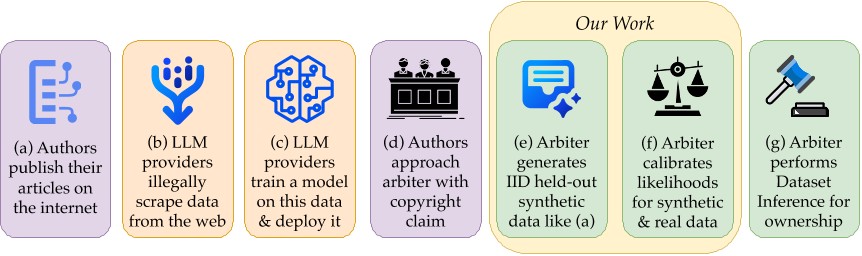 Our Work
(a) Authors
publish their
articles on
the internet
(b) LLM
providers
illegally
scrape data
from the web
(c) LLM
providers
train a model
on this data
& deploy it
(d) Authors
approach
arbiter with
copyright
claim
(e) Arbiter
generates
IID held-out
synthetic
data like (a)
(f) Arbiter
calibrates
likelihoods
for synthetic
& real data
(g) Arbiter
performs
Dataset
Inference for
ownership